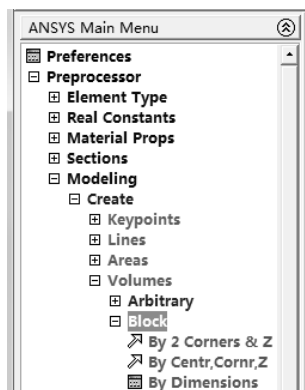 ANSYS Main Menu
Preferences
Preprocessor
Element Type
Real Constants
Material Props
Sections
Modeling
Create
Keypoints
Lines
Areas
Volumes
Arbitrary
Block
By 2 Corners & Z
By Centr,Cornr,Z
By Dimensions